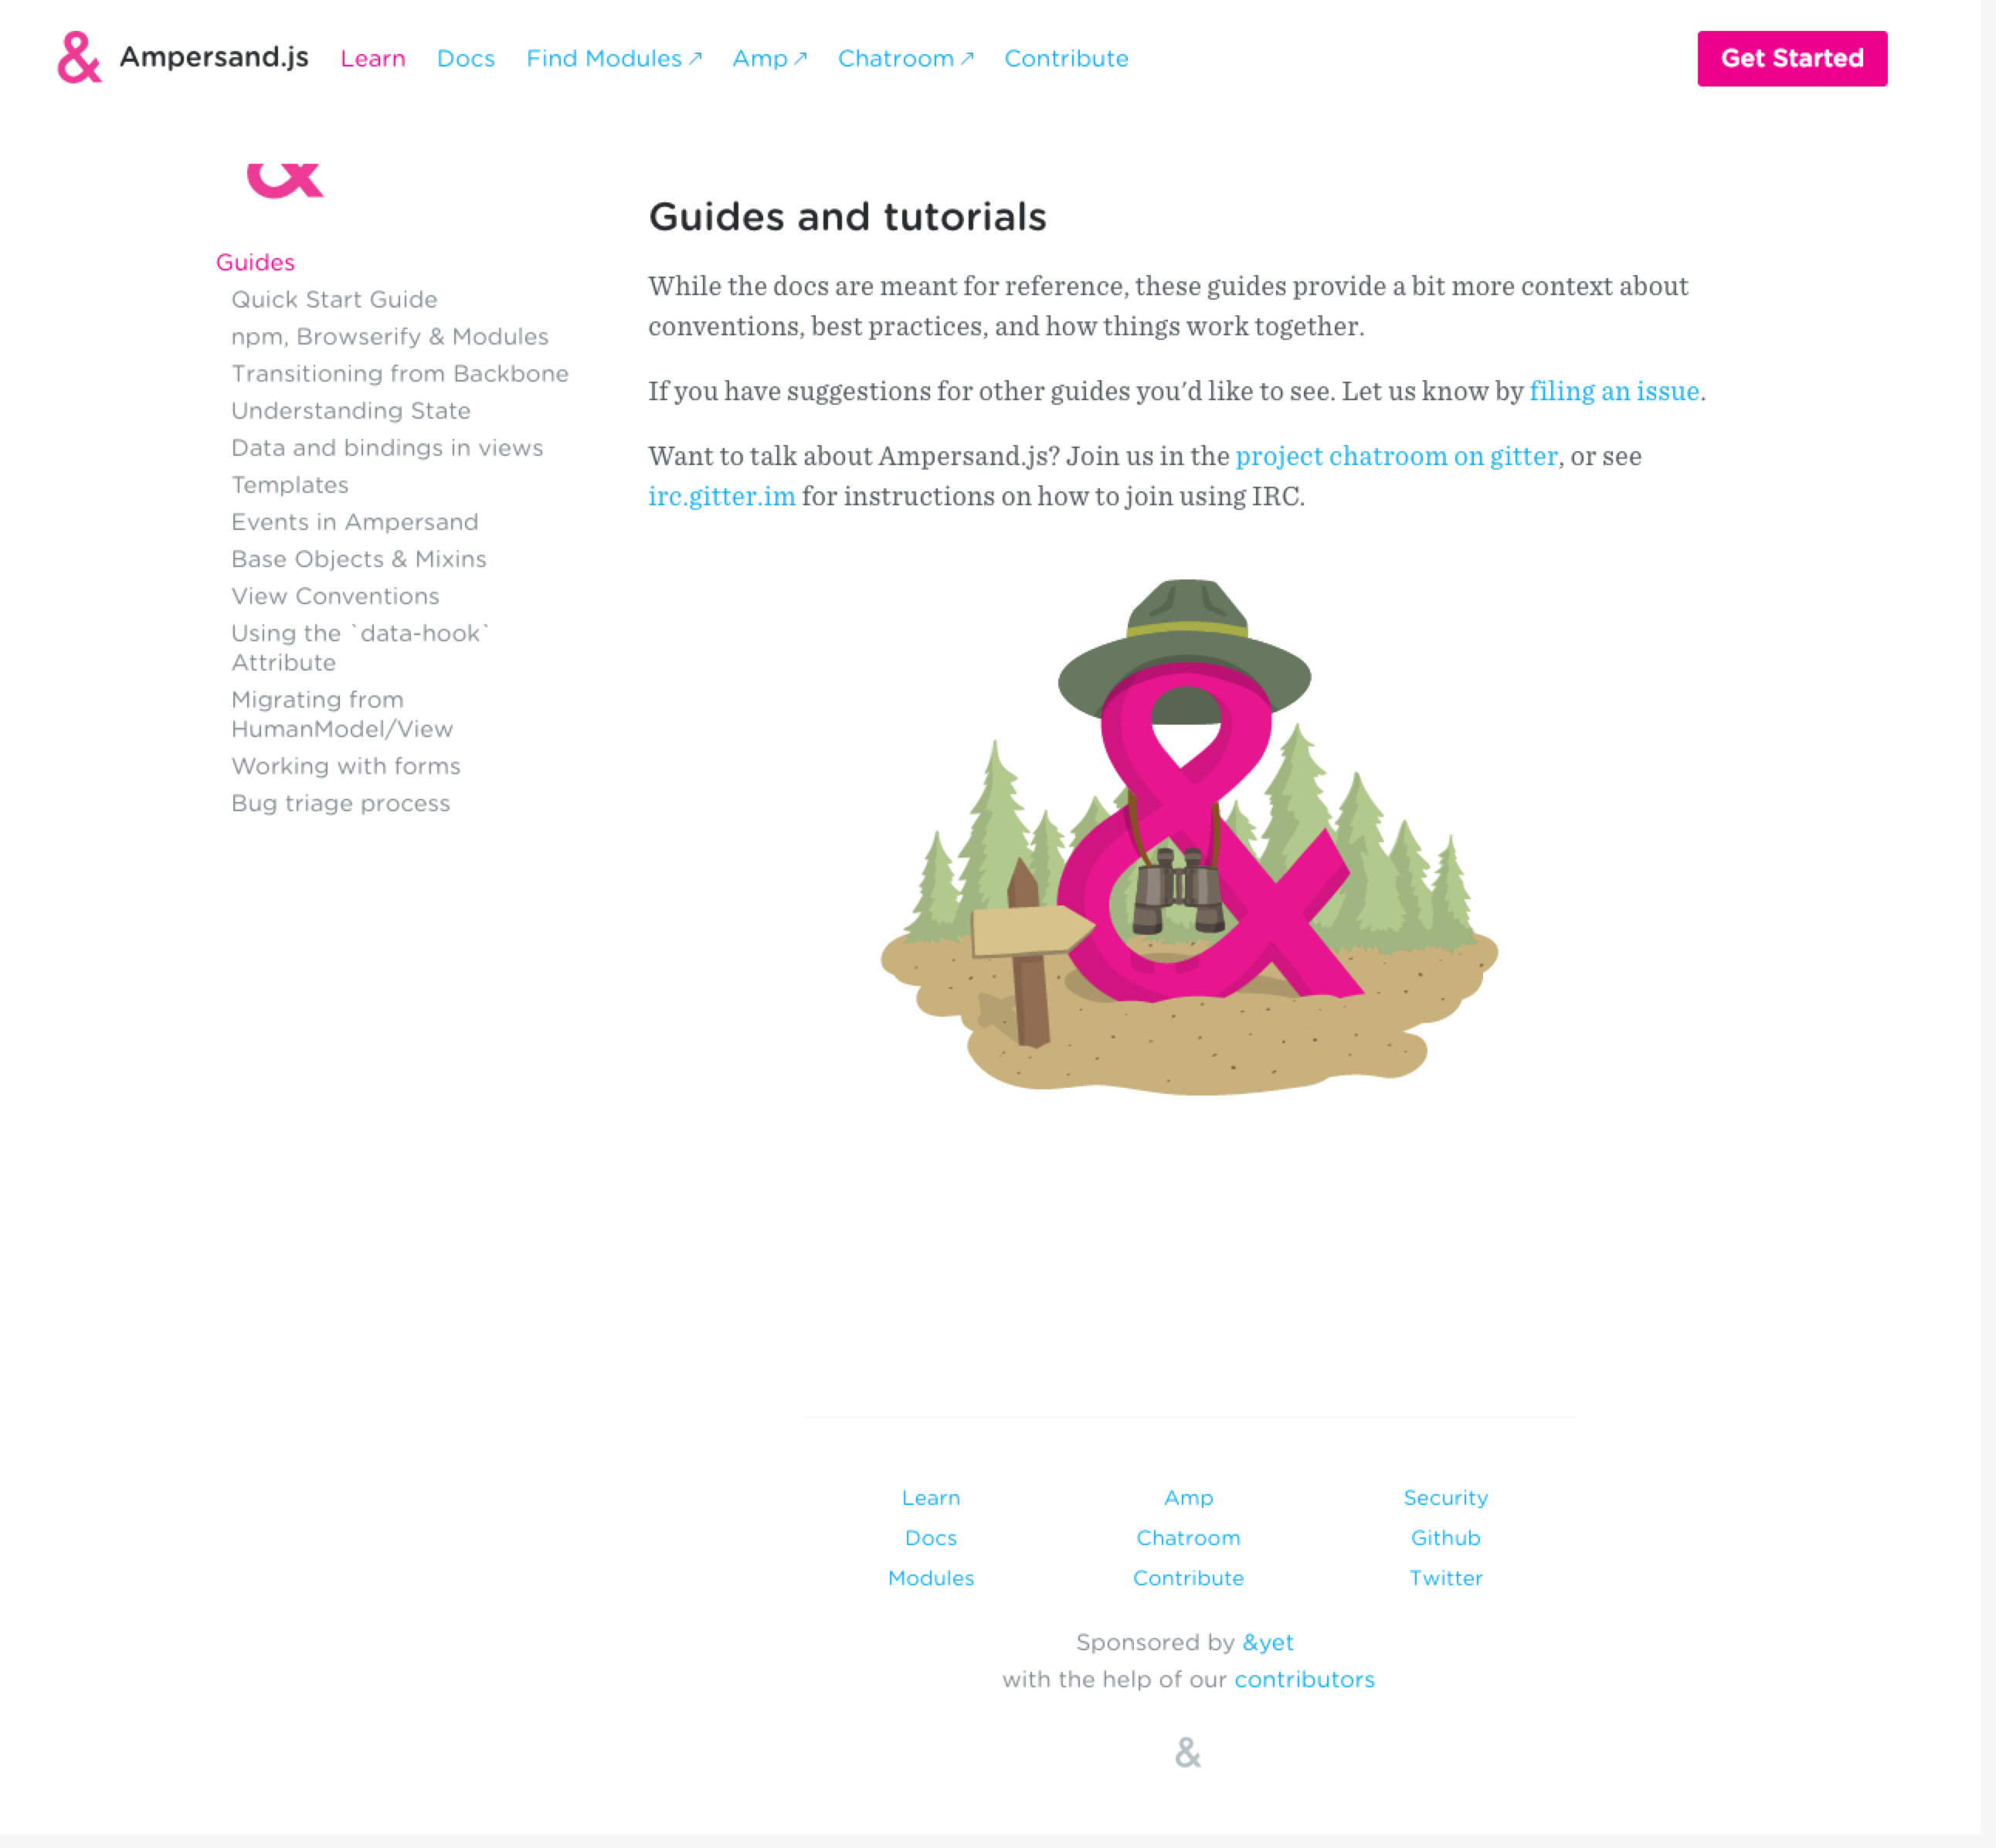 & Ampersand.js Learn Docs Find Modules ↗ Amp ↗ Chatroom ↗ Contribute Get Started
&
Guides
Quick Start Guide
npm, Browserify & Modules
Transitioning from Backbone
Understanding State
Data and bindings in views
Templates
Events in Ampersand
Base Objects & Mixins
View Conventions
Using the `data-hook`
Attribute
Migrating from
HumanModel/View
Working with forms
Bug triage process
Guides and tutorials
While the docs are meant for reference, these guides provide a bit more context about
conventions, best practices, and how things work together.
If you have suggestions for other guides you'd like to see. Let us know by filing an issue.
Want to talk about Ampersand.js? Join us in the project chatroom on gitter, or see
irc.gitter.im for instructions on how to join using IRC.
&
Learn Amp Security
Docs Chatroom Github
Modules Contribute Twitter
Sponsored by &yet
with the help of our contributors
&